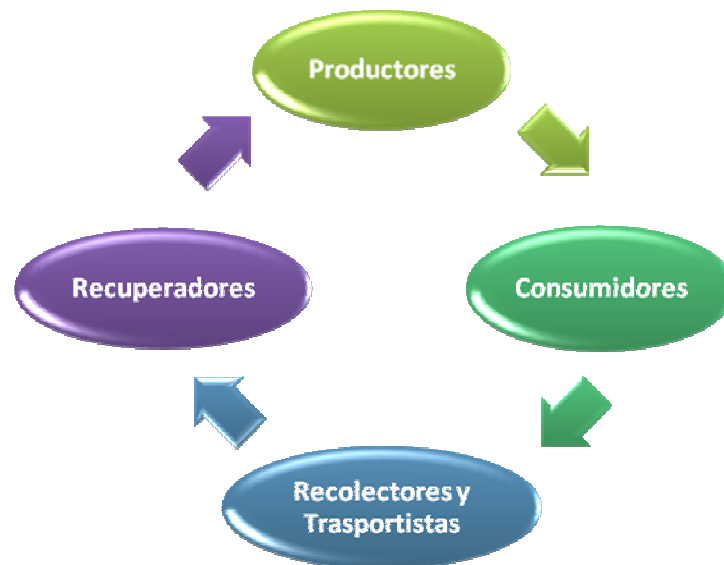 Productores
Consumidores
Recolectores y
Trasportistas
Recuperadores